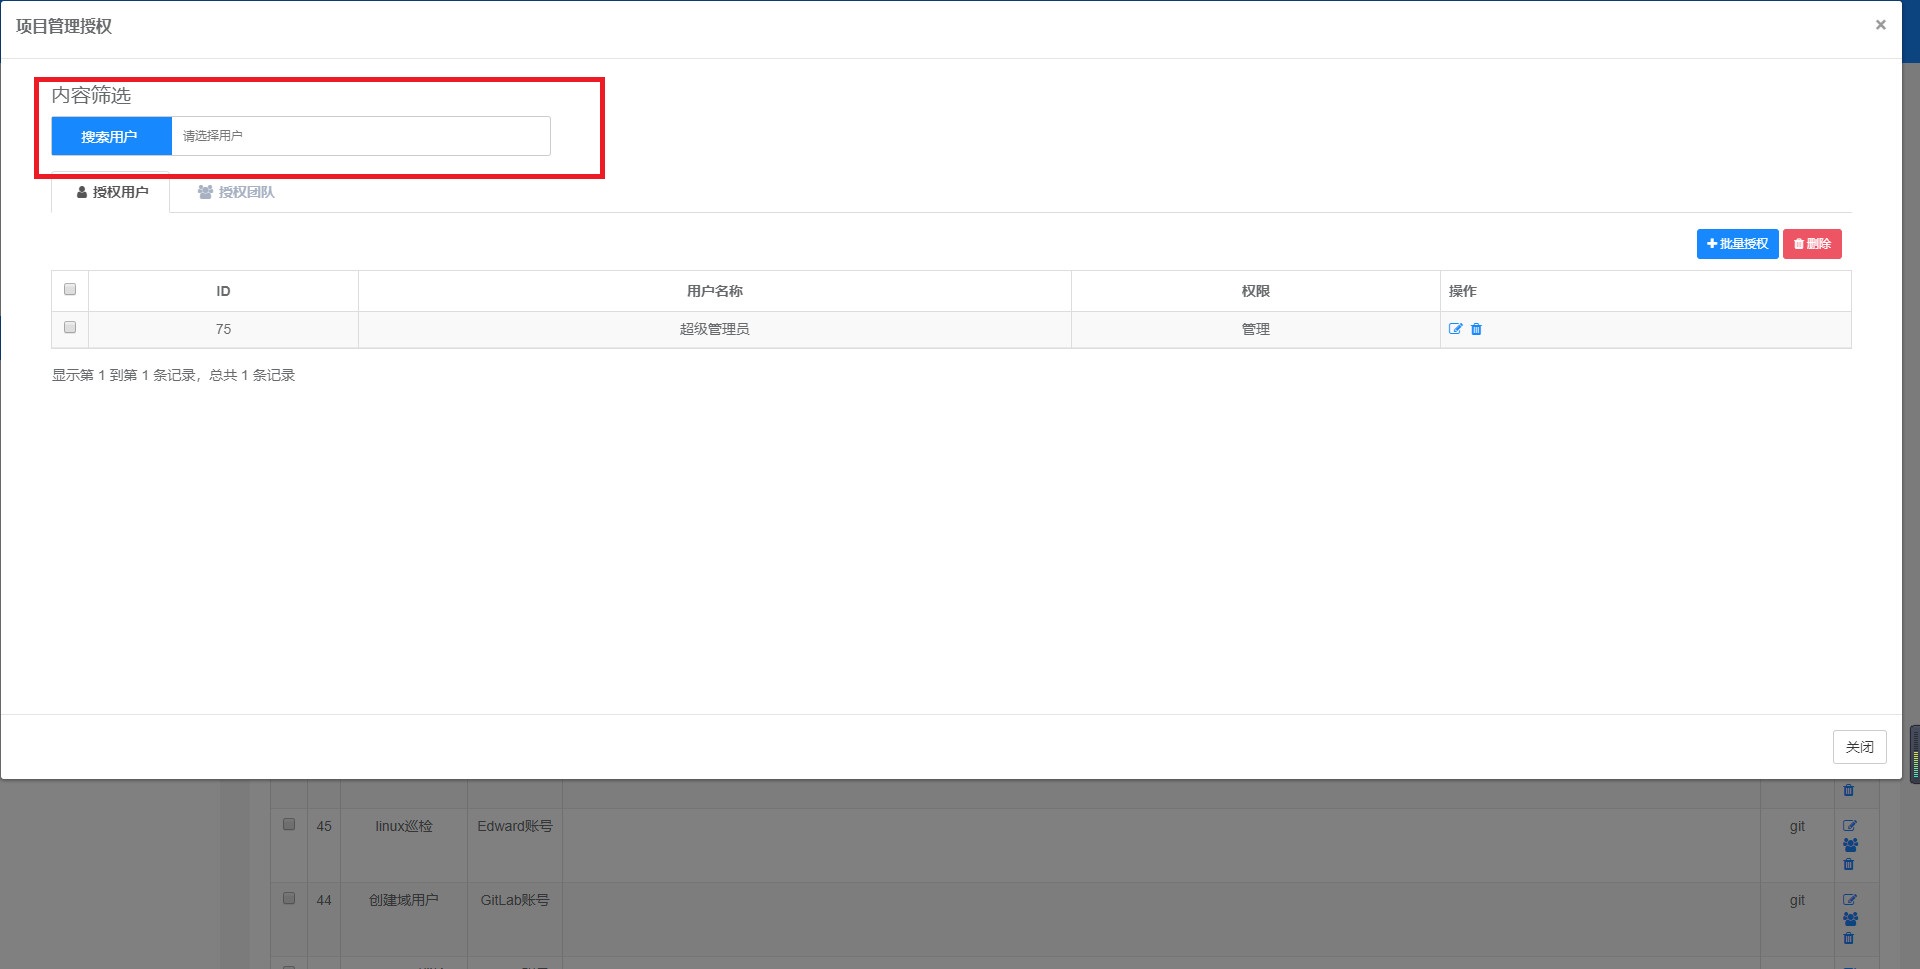 项目管理授权 ×
内容筛选
搜索用户 请选择用户
授权用户 授权团队
批量授权 删除
ID 用户名称 权限 操作
75 超级管理员 管理
显示第 1 到第 1 条记录，总共 1 条记录
关闭
45 linux巡检 Edward账号 git
44 创建域用户 GitLab账号 git